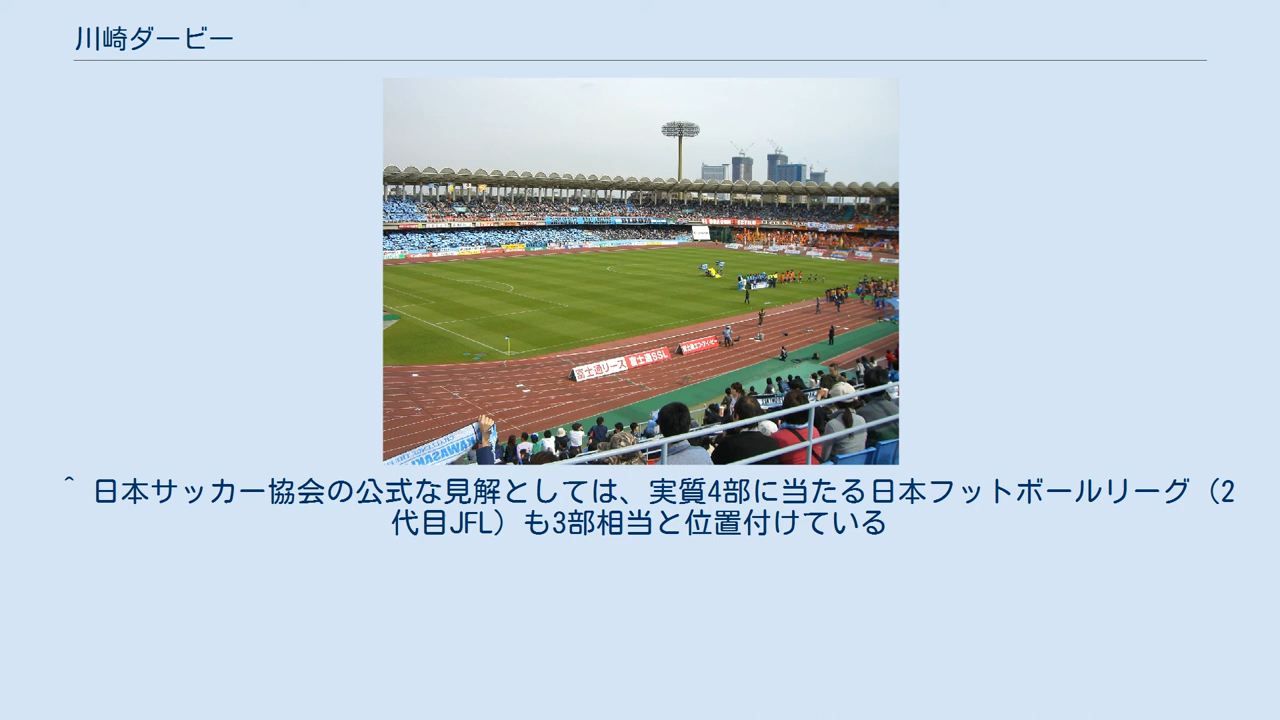 川崎ダービー
富士通リース 富士通SSL
KAWASAKI
^ 日本サッカー協会の公式な見解としては、実質4部に当たる日本フットボールリーグ（2
代目JFL）も3部相当と位置付けている